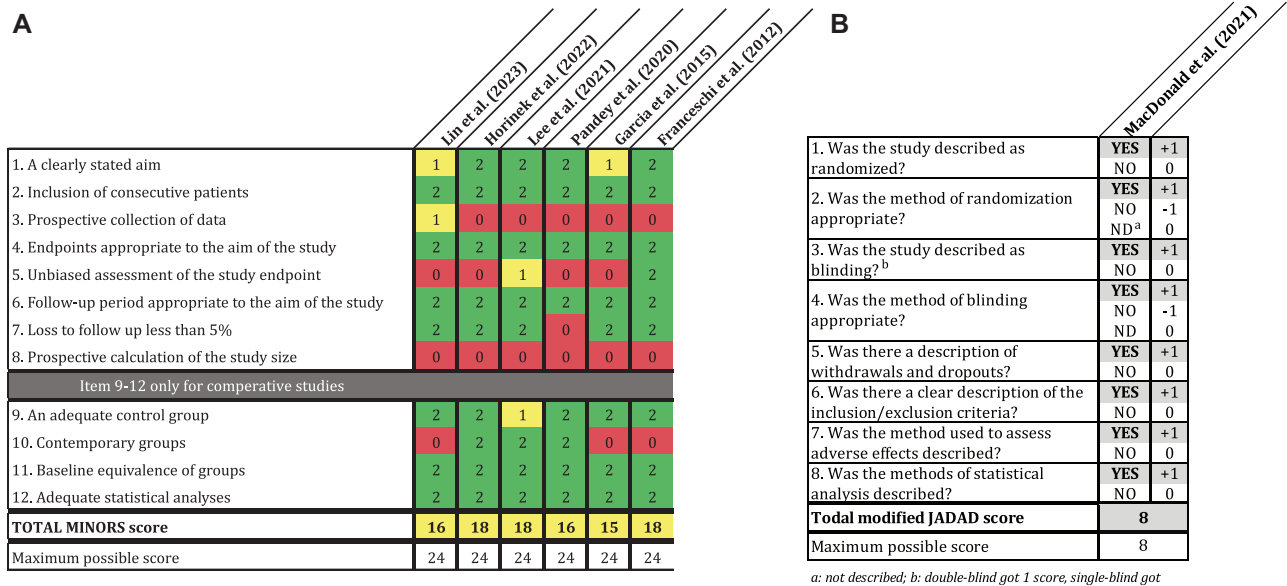 A
Lin et al. (2023)
Horinek et al. (2022)
Lee et al. (2021)
Pandey et al. (2020)
Garcia et al. (2015)
Franceschi et al. (2012)
1. A clearly stated aim 1 2 2 2 1 2
2. Inclusion of consecutive patients 2 2 2 2 2 2
3. Prospective collection of data 1 0 0 0 0 0
4. Endpoints appropriate to the aim of the study 2 2 2 2 2 2
5. Unbiased assessment of the study endpoint 0 0 1 0 0 2
6. Follow-up period appropriate to the aim of the study 2 2 2 2 2 2
7. Loss to follow up less than 5% 2 2 2 0 2 2
8. Prospective calculation of the study size 0 0 0 0 0 0
Item 9-12 only for comperative studies
9. An adequate control group 2 2 1 2 2 2
10. Contemporary groups 0 2 2 2 0 0
11. Baseline equivalence of groups 2 2 2 2 2 2
12. Adequate statistical analyses 2 2 2 2 2 2
TOTAL MINORS score 16 18 18 16 15 18
Maximum possible score 24 24 24 24 24 24
B
MacDonald et al. (2021)
1. Was the study described as YES +1
randomized? NO 0
2. Was the method of randomization YES +1
appropriate? NO -1
ND a 0
3. Was the study described as YES +1
blinding? b NO 0
4. Was the method of blinding YES +1
appropriate? NO -1
ND 0
5. Was there a description of YES +1
withdrawals and dropouts? NO 0
6. Was there a clear description of the YES +1
inclusion/exclusion criteria? NO 0
7. Was the method used to assess YES +1
adverse effects described? NO 0
8. Was the methods of statistical YES +1
analysis described? NO 0
Todal modified JADAD score 8
Maximum possible score 8
a: not described; b: double-blind got 1 score, single-blind got